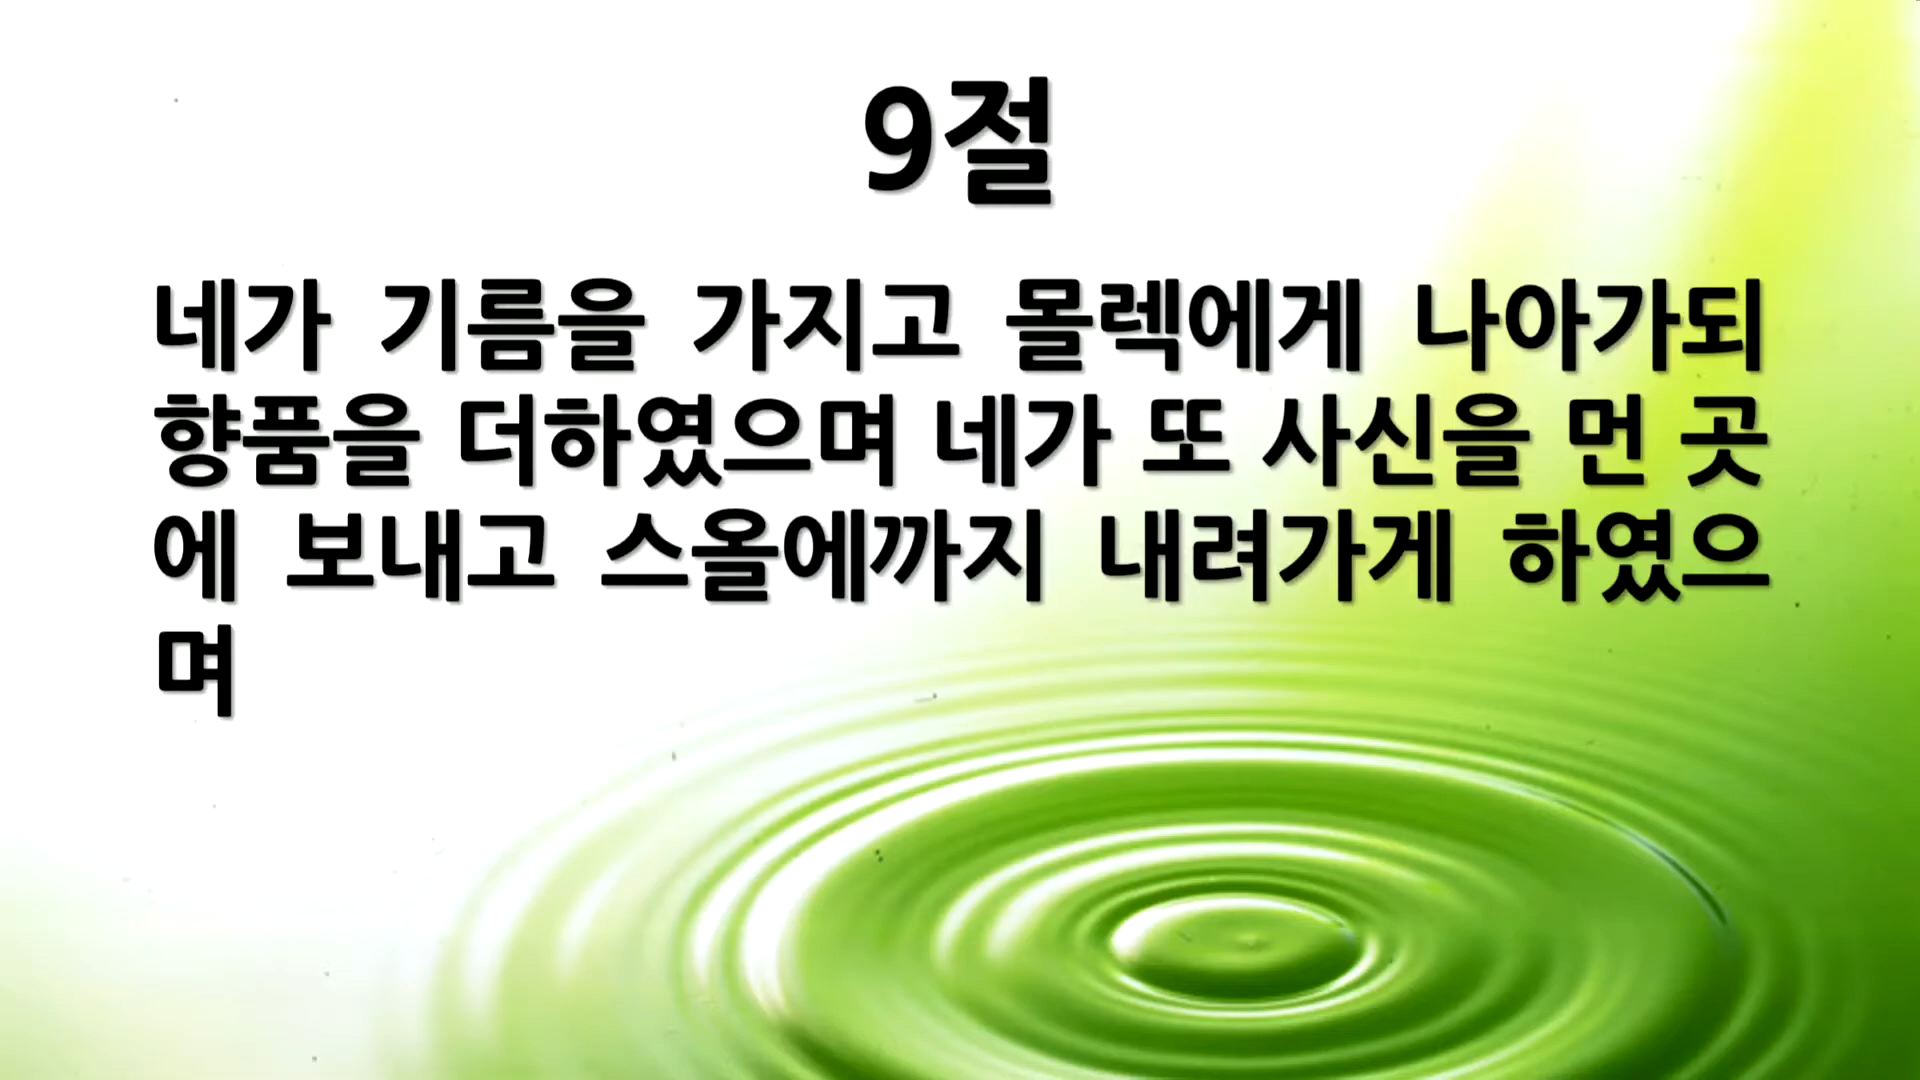 9절
네가 기름을 가지고 몰렉에게 나아가되
향품을 더하였으며 네가 또 사신을 먼 곳
에 보내고 스올에까지 내려가게 하였으
며